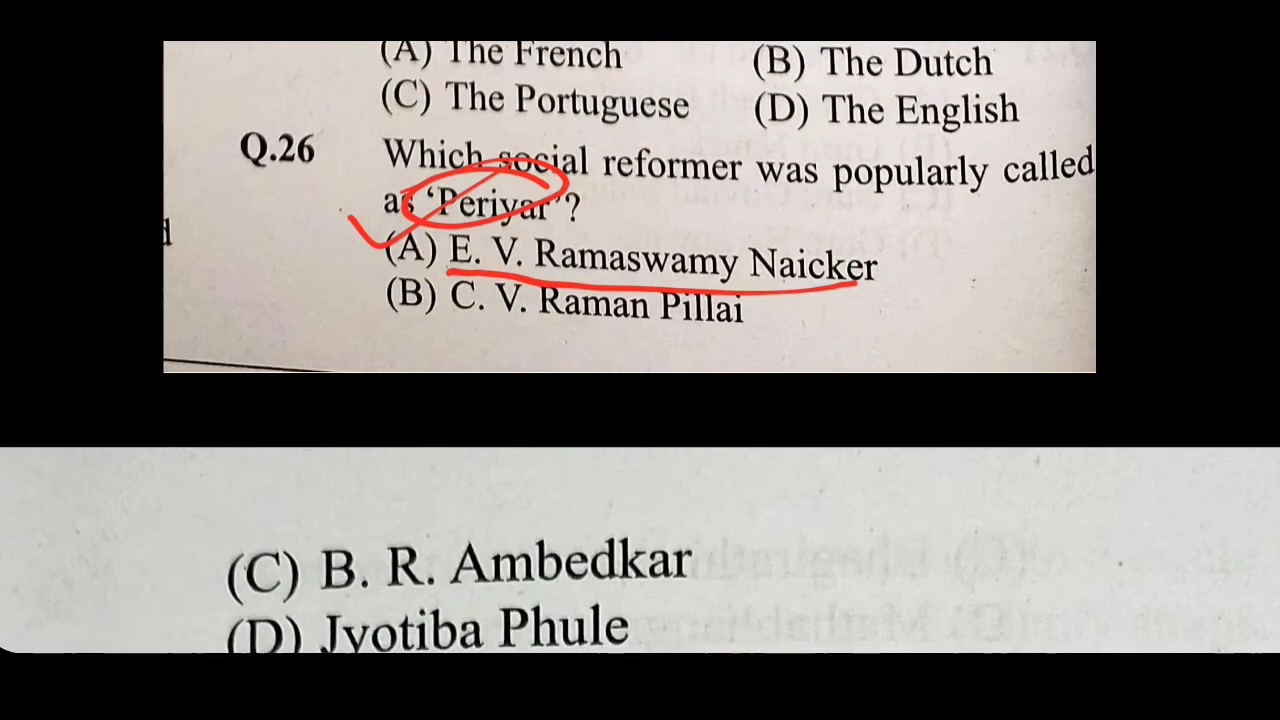 (A) The French (B) The Dutch
(C) The Portuguese (D) The English
Q.26 Which social reformer was popularly called
as ‘Periyar’?
(A) E. V. Ramaswamy Naicker
(B) C. V. Raman Pillai
(C) B. R. Ambedkar
(D) Jyotiba Phule